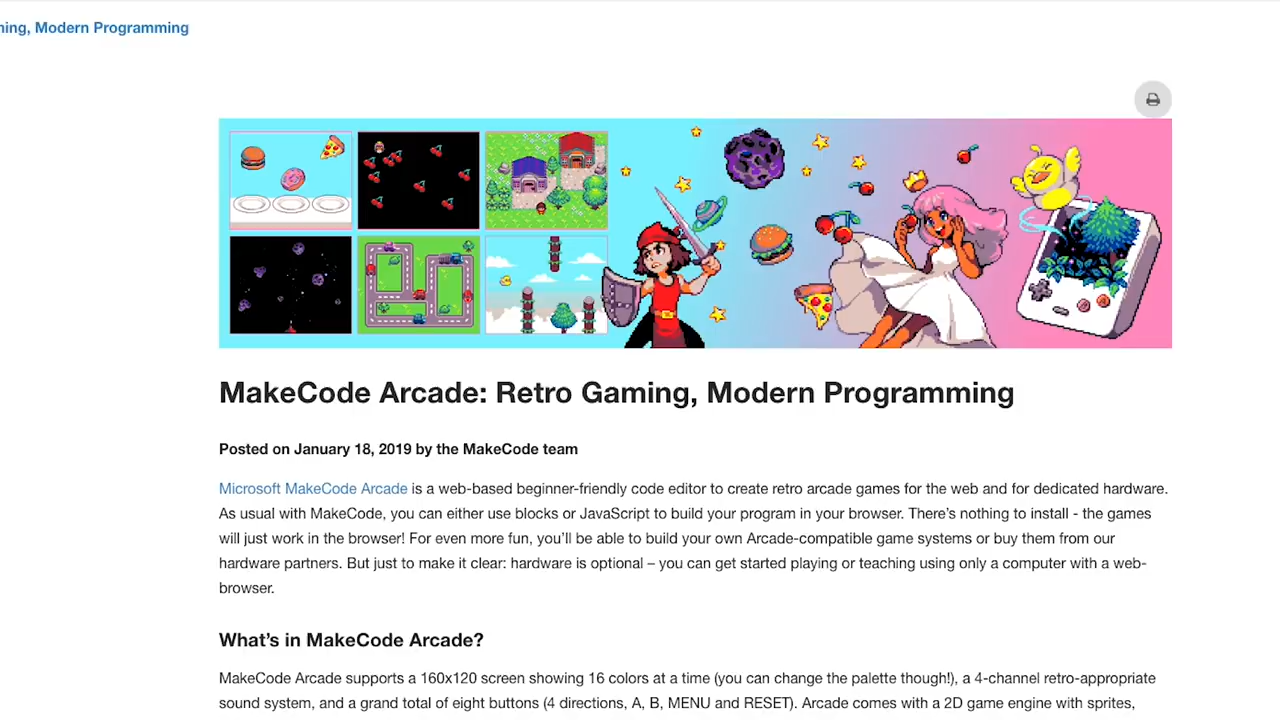 ning, Modern Programming
MakeCode Arcade: Retro Gaming, Modern Programming
Posted on January 18, 2019 by the MakeCode team
Microsoft MakeCode Arcade is a web-based beginner-friendly code editor to create retro arcade games for the web and for dedicated hardware.
As usual with MakeCode, you can either use blocks or JavaScript to build your program in your browser. There’s nothing to install - the games
will just work in the browser! For even more fun, you’ll be able to build your own Arcade-compatible game systems or buy them from our
hardware partners. But just to make it clear: hardware is optional – you can get started playing or teaching using only a computer with a web-
browser.
What’s in MakeCode Arcade?
MakeCode Arcade supports a 160x120 screen showing 16 colors at a time (you can change the palette though!), a 4-channel retro-appropriate
sound system, and a grand total of eight buttons (4 directions, A, B, MENU and RESET). Arcade comes with a 2D game engine with sprites,